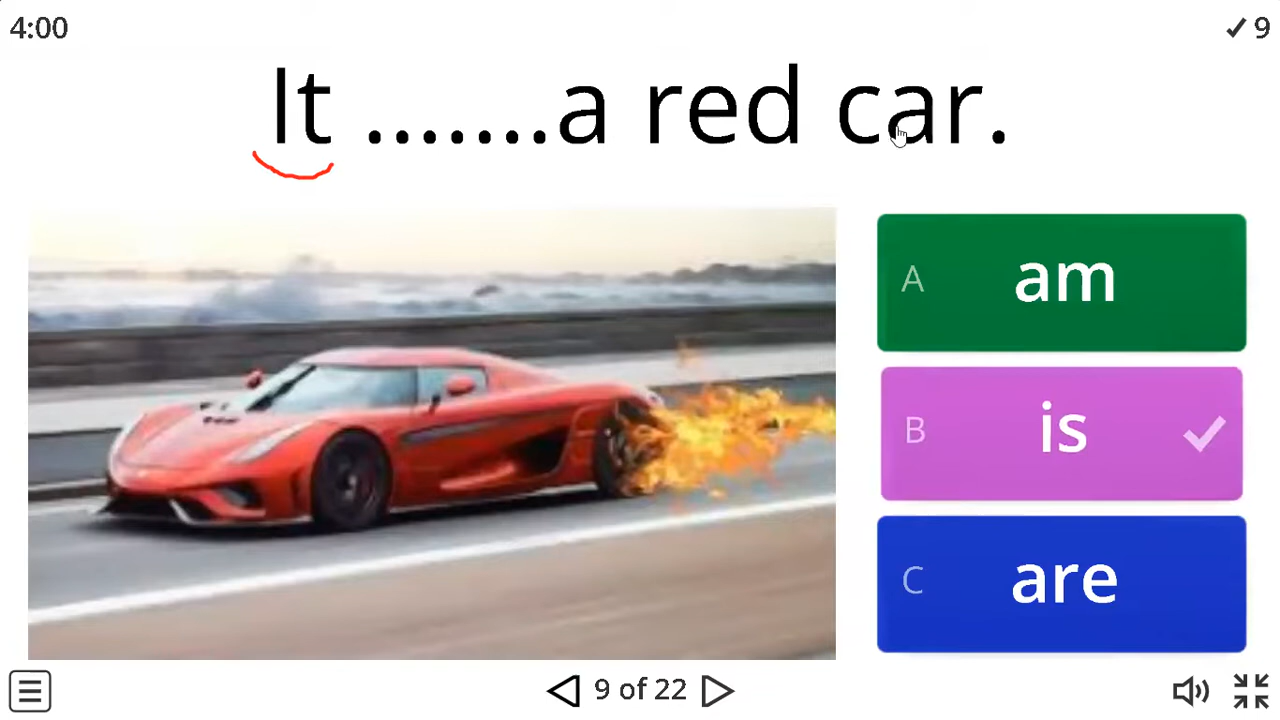 4:00
✓ 9
It .......a red car.
A am
B is
C are
9 of 22